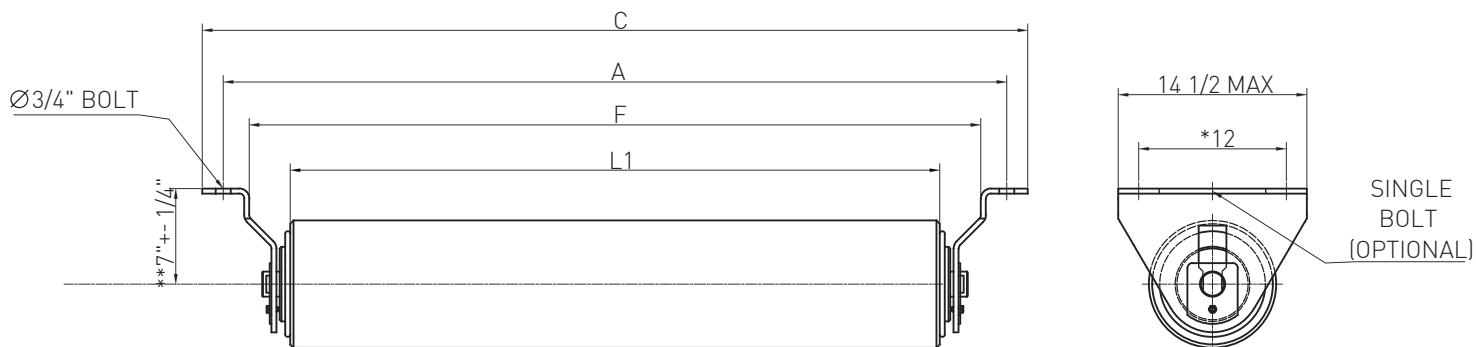 C
A
Ø3/4" BOLT
F
L1
**7"+- 1/4"
14 1/2 MAX
*12
SINGLE
BOLT
(OPTIONAL)